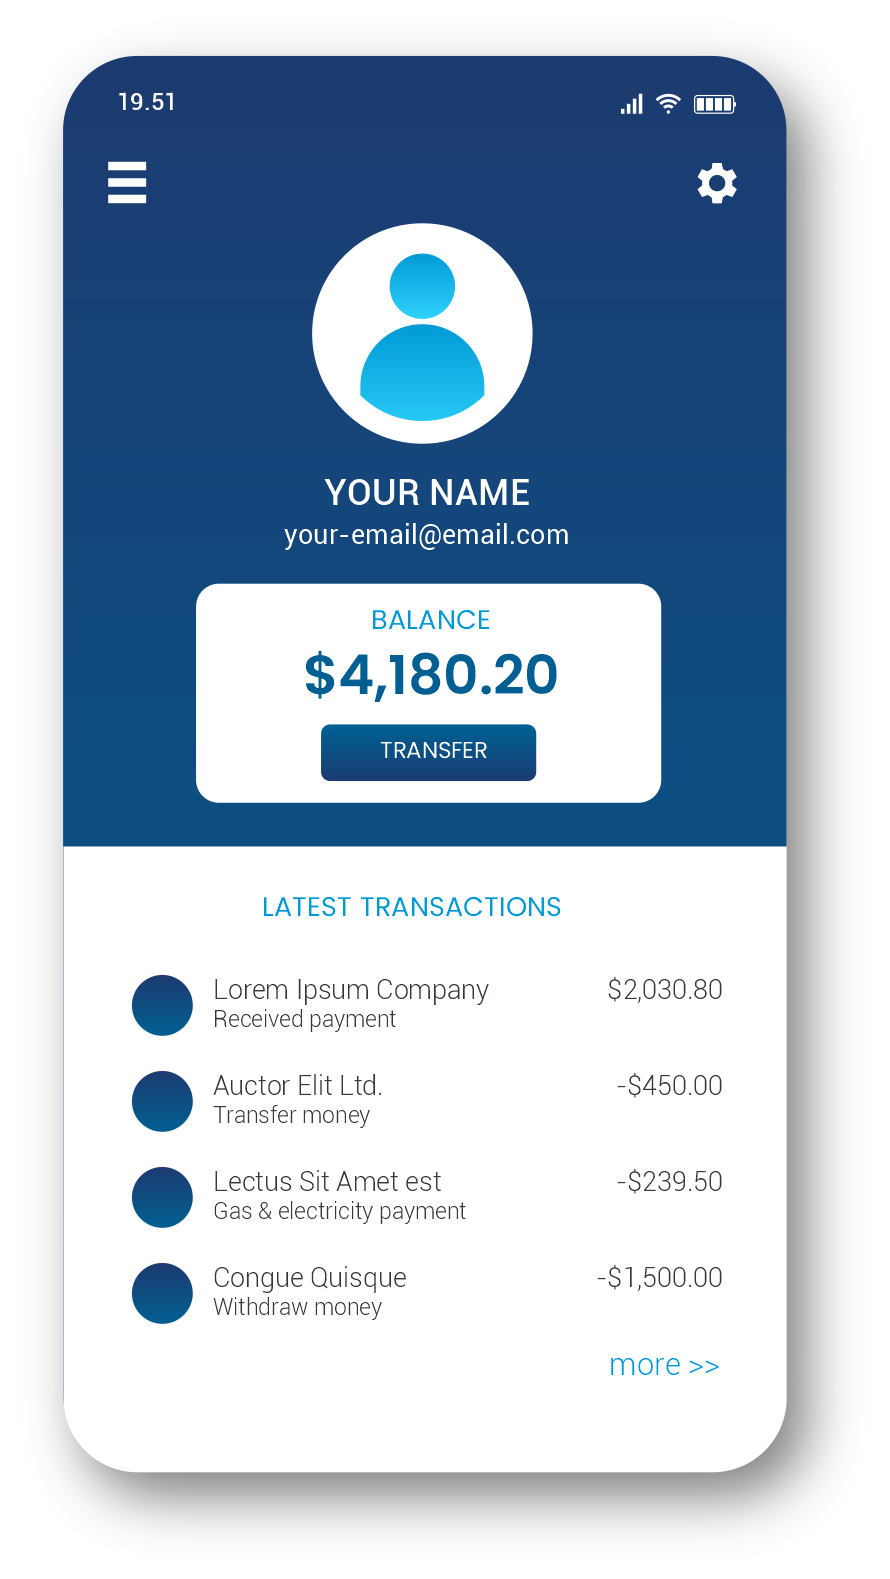 19.51
YOUR NAME
your-email@email.com
BALANCE
$4,180.20
TRANSFER
LATEST TRANSACTIONS
Lorem Ipsum Company $2,030.80
Received payment
Auctor Elit Ltd. -$450.00
Transfer money
Lectus Sit Amet est -$239.50
Gas & electricity payment
Congue Quisque -$1,500.00
Withdraw money
more >>